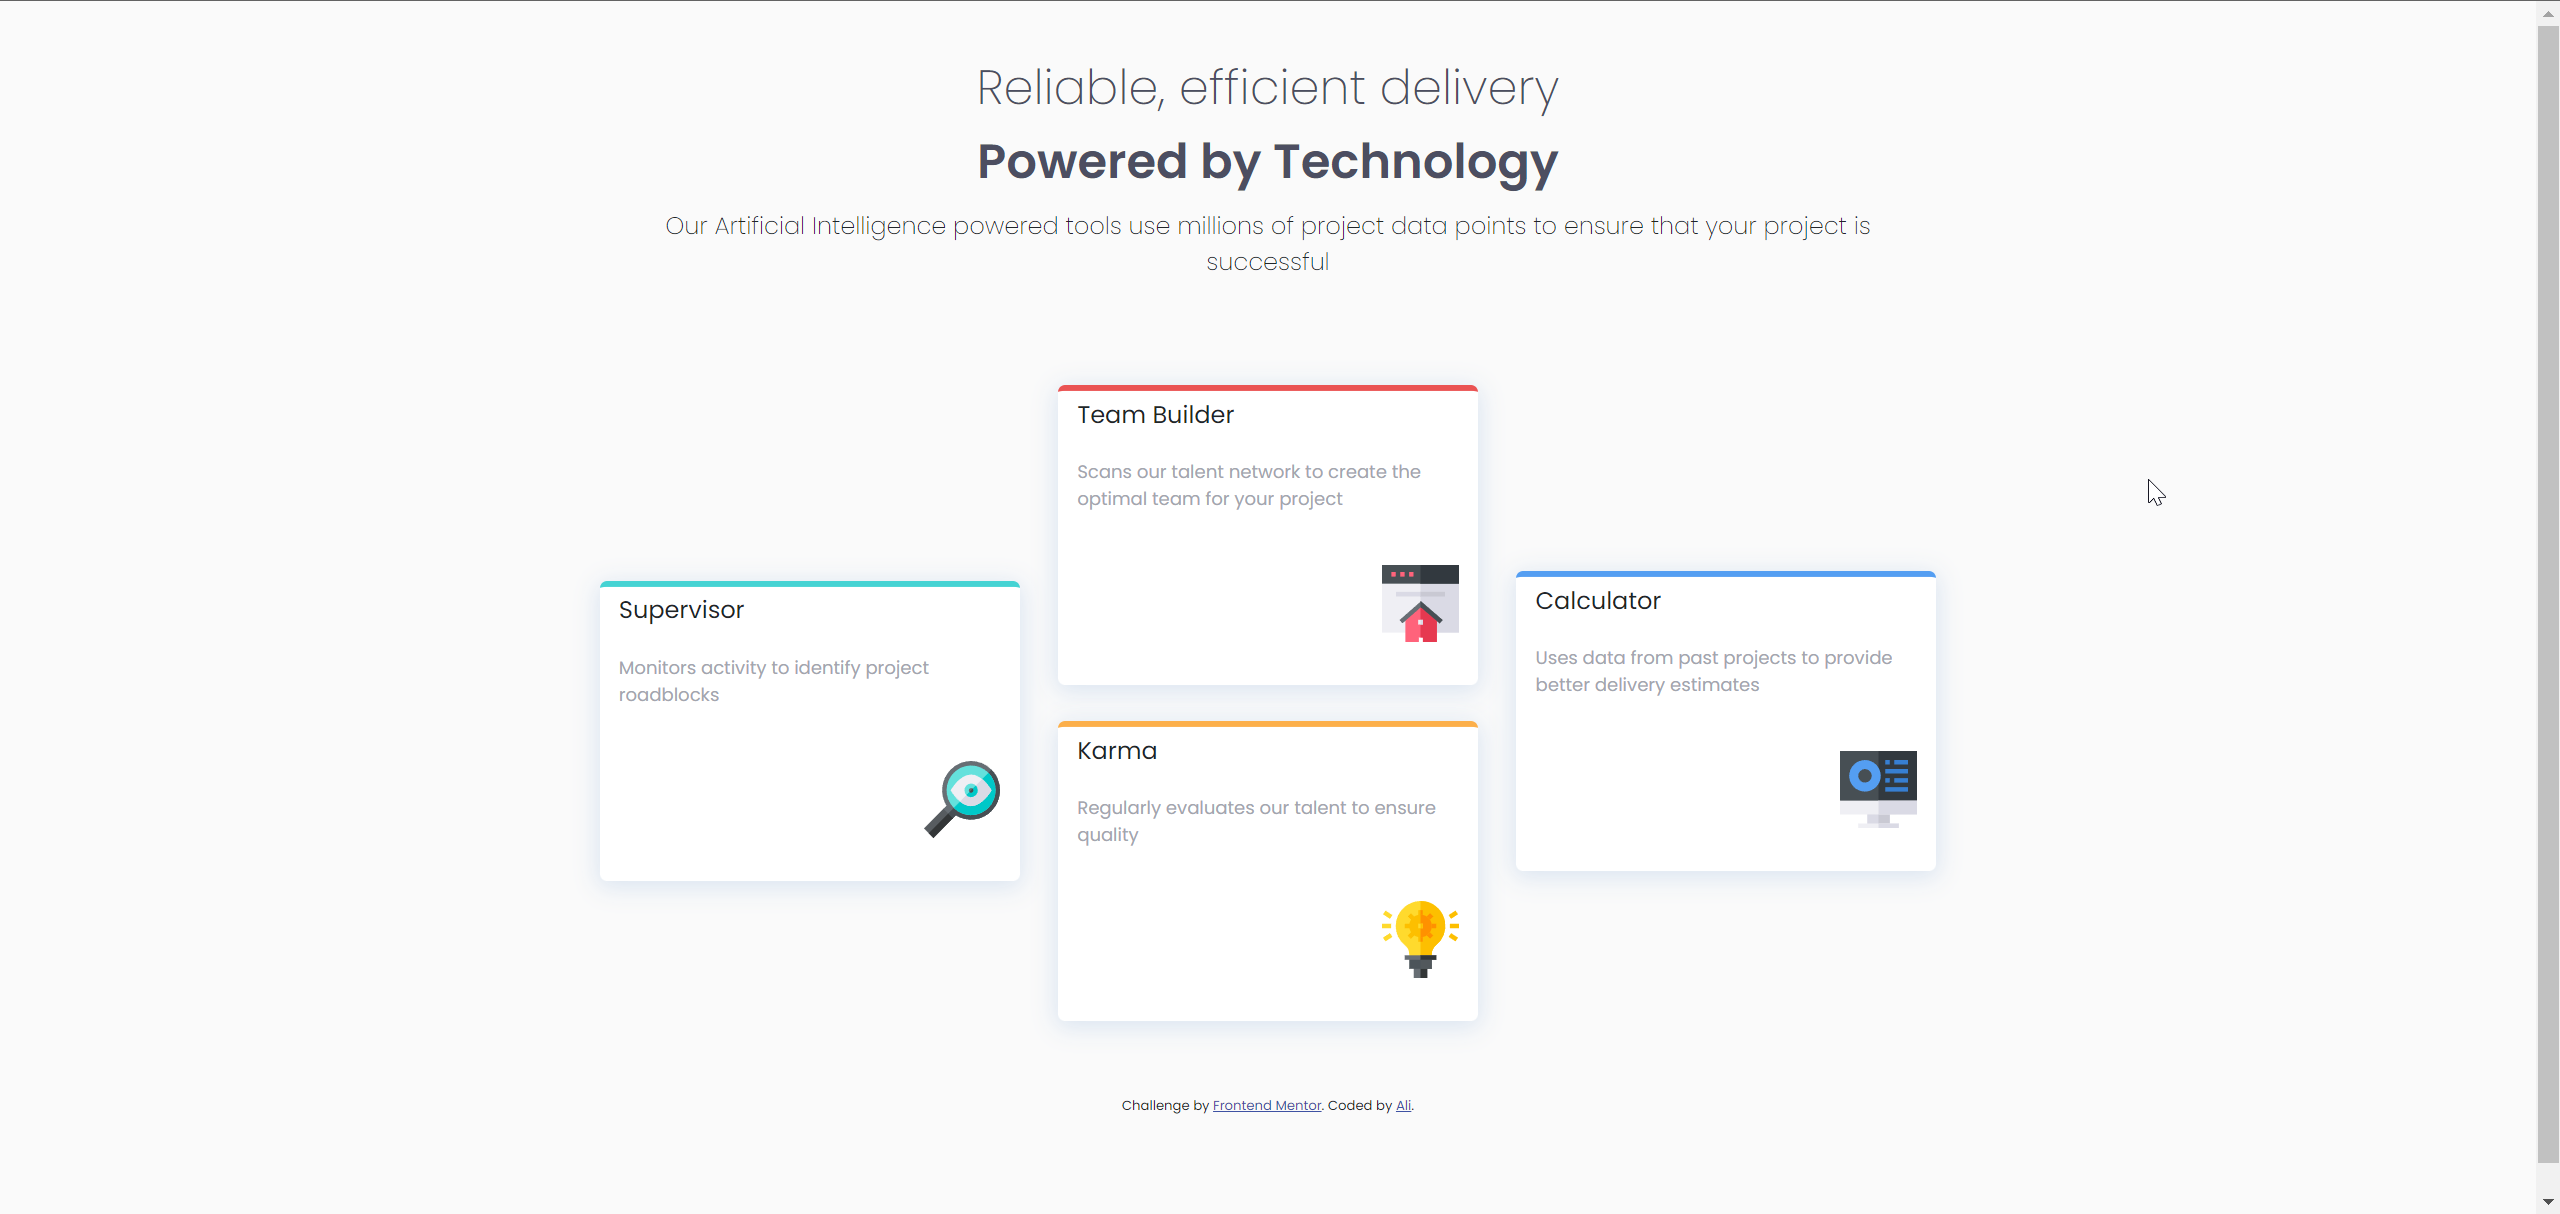 Reliable, efficient delivery
Powered by Technology
Our Artificial Intelligence powered tools use millions of project data points to ensure that your project is
successful
Team Builder
Scans our talent network to create the
optimal team for your project
Supervisor
Monitors activity to identify project
roadblocks
Karma
Regularly evaluates our talent to ensure
quality
Calculator
Uses data from past projects to provide
better delivery estimates
Challenge by Frontend Mentor. Coded by Ali.